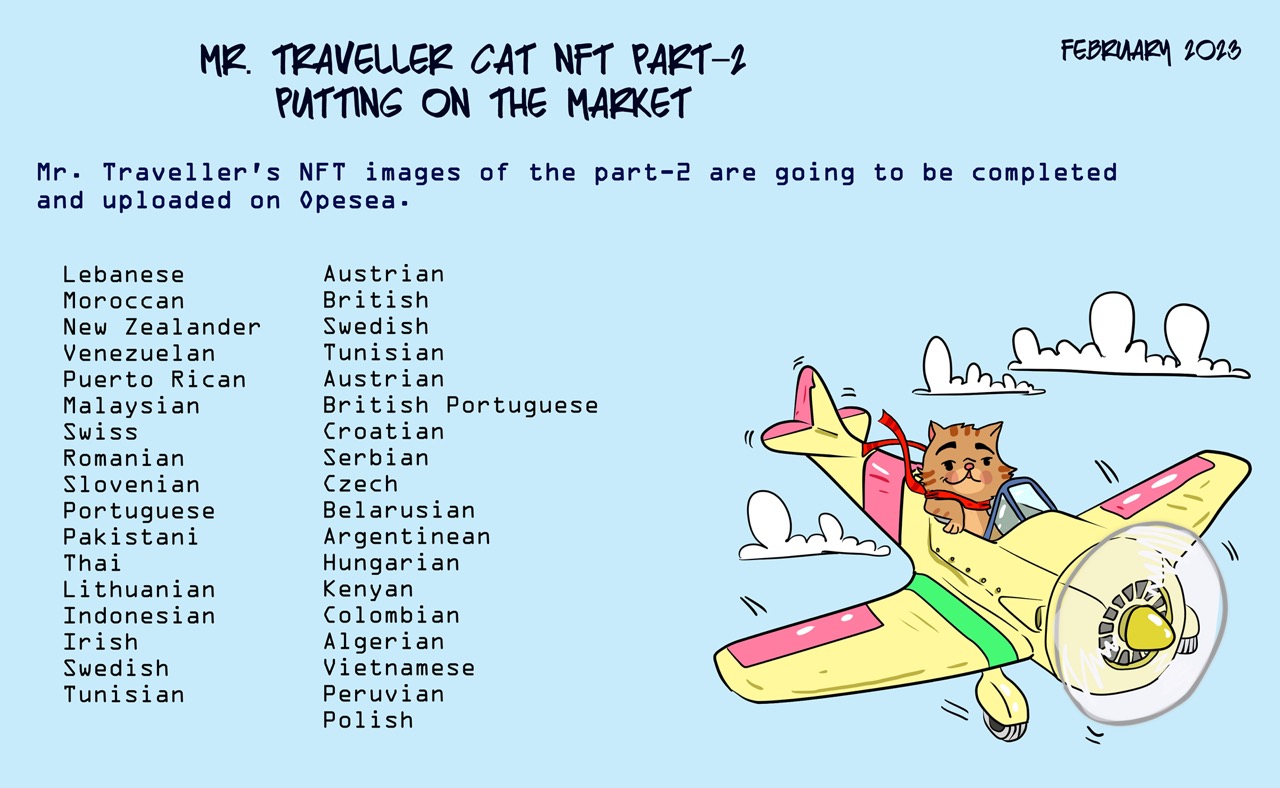 MR. TRAVELLER CAT NFT PART-2
PUTTING ON THE MARKET
FEBRUARY 2023
Mr. Traveller's NFT images of the part-2 are going to be completed
and uploaded on Opesea.
Lebanese
Moroccan
New Zealander
Venezuelan
Puerto Rican
Malaysian
Swiss
Romanian
Slovenian
Portuguese
Pakistani
Thai
Lithuanian
Indonesian
Irish
Swedish
Tunisian
Austrian
British
Swedish
Tunisian
Austrian
British Portuguese
Croatian
Serbian
Czech
Belarusian
Argentinean
Hungarian
Kenyan
Colombian
Algerian
Vietnamese
Peruvian
Polish